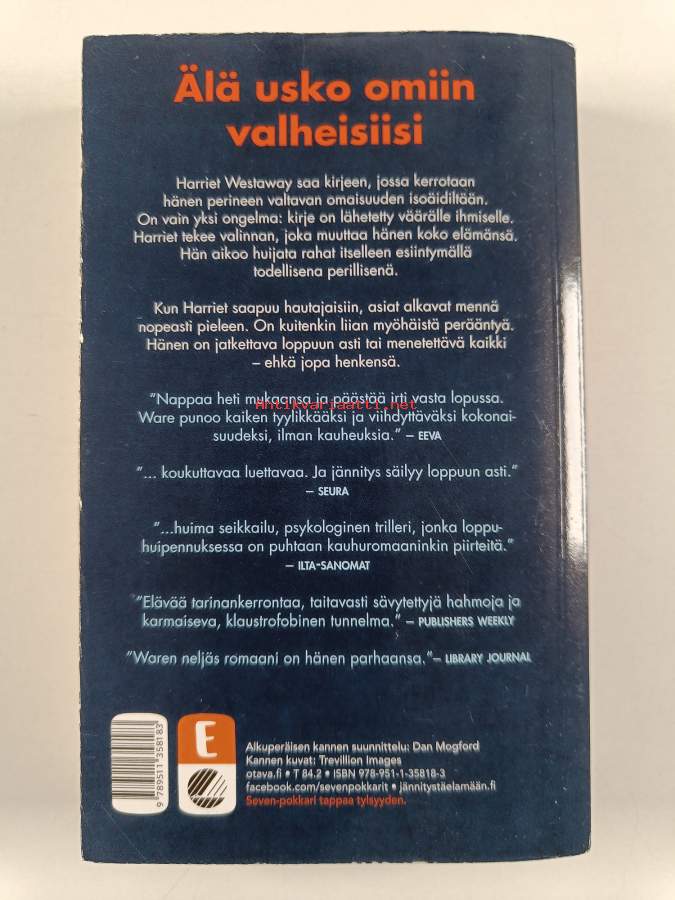 Älä usko omiin
valheisiisi
Harriet Westaway saa kirjeen, jossa kerrotaan
hänen perineen valtavan omaisuuden isoäidiltään.
On vain yksi ongelma: kirje on lähetetty väärälle ihmiselle.
Harriet tekee valinnan, joka muuttaa hänen koko elämänsä.
Hän aikoo huijata rahat itselleen esiintymällä
todellisena perillisenä.
Kun Harriet saapuu hautajaisiin, asiat alkavat mennä
nopeasti pieleen. On kuitenkin liian myöhäistä perääntyä.
Hänen on jatkettava loppuun asti tai menetettävä kaikki
– ehkä jopa henkensä.
”Nappaa heti mukaansa ja päästää irti vasta lopussa.
Antikvariaatti.net
Ware punoo kaiken tyylikkääksi ja viihdyttäväksi kokonai-
suudeksi, ilman kauheuksia.” – EEVA
”... koukuttavaa luettavaa. Ja jännitys säilyy loppuun asti.”
– SEURA
”...huima seikkailu, psykologinen trilleri, jonka loppu-
huipennuksessa on puhtaan kauhuromaaninkin piirteitä.”
– ILTA-SANOMAT
”Elävää tarinankerrontaa, taitavasti sävytettyjä hahmoja ja
karmaiseva, klaustrofobinen tunnelma.” – PUBLISHERS WEEKLY
”Waren neljäs romaani on hänen parhaansa.”– LIBRARY JOURNAL
9 789511 358183
E
Alkuperäisen kannen suunnittelu: Dan Mogford
Kannen kuvat: Trevillion Images
otava.fi • T 84.2 • ISBN 978-951-1-35818-3
facebook.com/sevenpokkarit • jännitystäelämään.fi
Seven-pokkari tappaa tylsyyden.